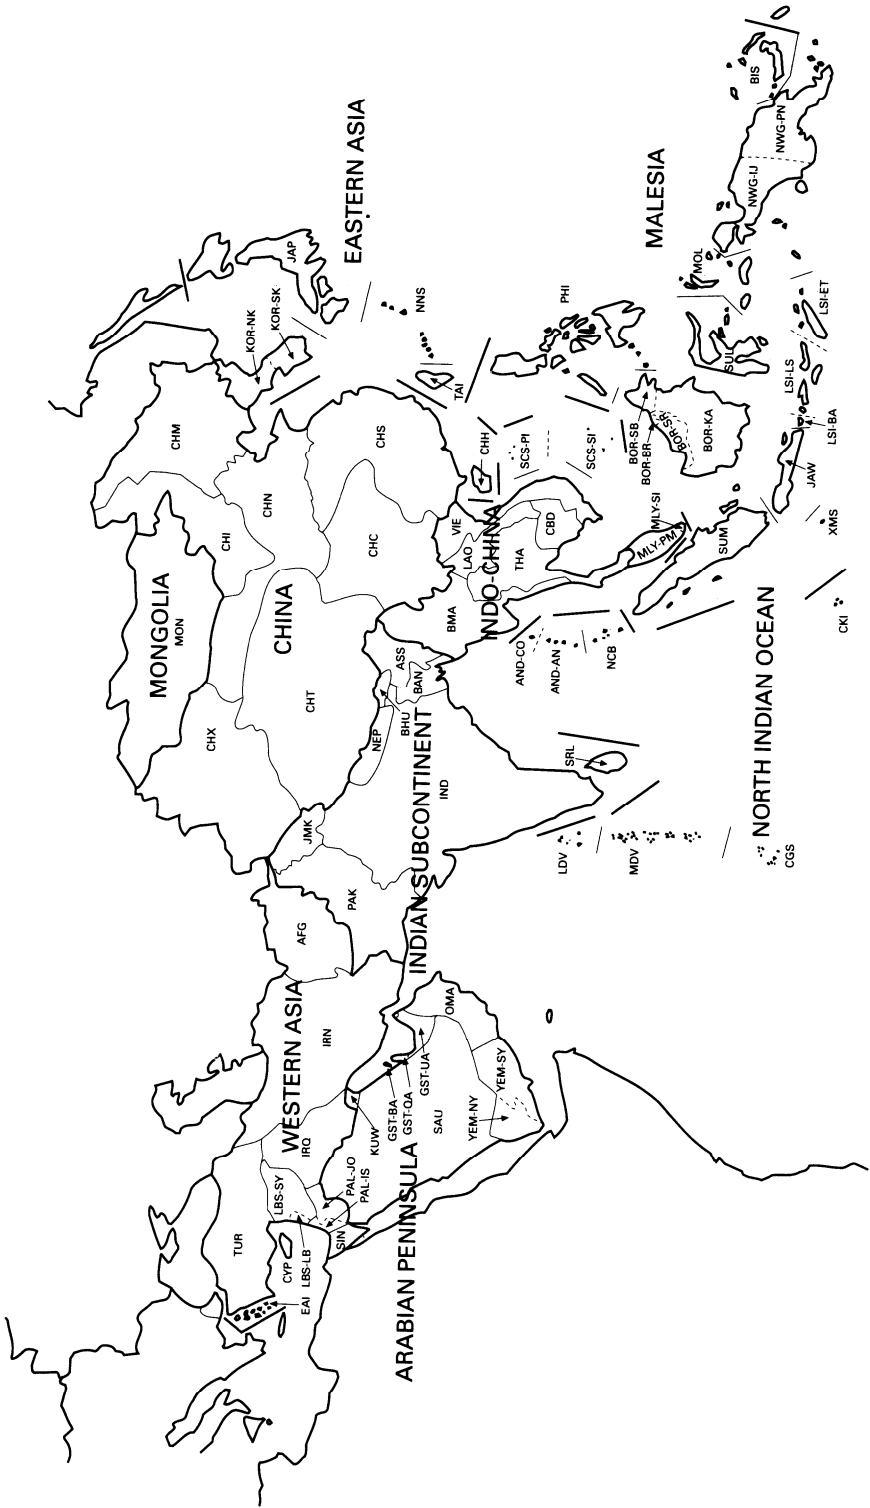 EASTERN ASIA
MALESIA
MONGOLIA
MON
CHINA
INDO-CHINA
INDIAN SUBCONTINENT
WESTERN ASIA
ARABIAN PENINSULA
NORTH INDIAN OCEAN
JAP
KOR-NK
KOR-SK
NNS
TAI
CHM
CHI
CHN
CHS
CHC
CHT
CHX
CHH
JMK
NEP
BHU
ASS
BAN
IND
PAK
AFG
SRL
LDV
MDV
CGS
BMA
LAO
VIE
THA
CBD
AND-CO
AND-AN
NCB
SCS-PI
SCS-SI
PHI
MLY-SI
MLY-PM
SUM
BOR-SB
BOR-BR
BOR-SR
BOR-KA
SUL
MOL
NWG-IJ
NWG-PN
BIS
LSI-ET
LSI-LS
LSI-BA
JAW
XMS
CKI
IRN
IRQ
TUR
CYP
EAI
LBS-SY
LBS-LB
PAL-JO
PAL-IS
SIN
KUW
GST-BA
GST-QA
GST-UA
SAU
OMA
YEM-SY
YEM-NY